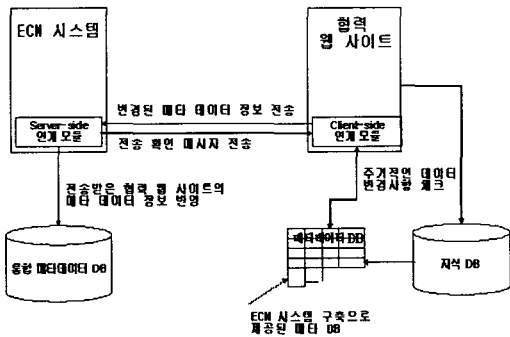 ECM 시스템
협력
웹 사이트
변경된 메타 데이터 정보 전송
Server-side
연계 모듈
Client-side
연계 모듈
전송 확인 메시지 전송
주기적인 데이터
변경사항 체크
전송받은 협력 웹 사이트의
메타 데이터 정보 반영
메타데이터 DB
통합 메타데이터 DB
지식 DB
ECM 시스템 구축으로
제공된 메타 DB